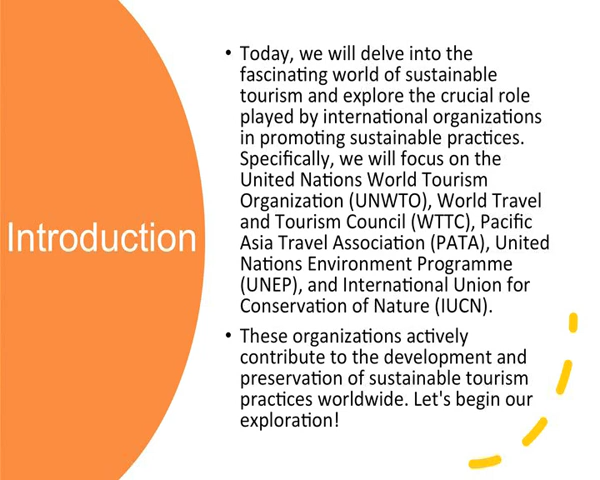 Introduction
• Today, we will delve into the
fascinating world of sustainable
tourism and explore the crucial role
played by international organizations
in promoting sustainable practices.
Specifically, we will focus on the
United Nations World Tourism
Organization (UNWTO), World Travel
and Tourism Council (WTTC), Pacific
Asia Travel Association (PATA), United
Nations Environment Programme
(UNEP), and International Union for
Conservation of Nature (IUCN).
• These organizations actively
contribute to the development and
preservation of sustainable tourism
practices worldwide. Let's begin our
exploration!